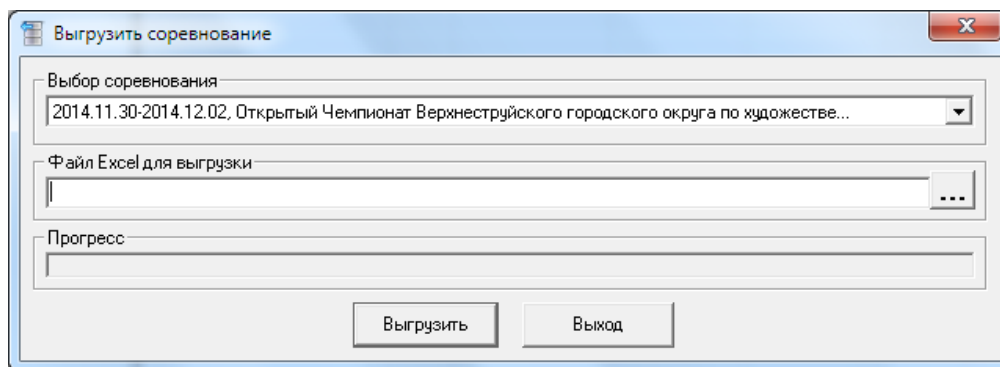 Выгрузить соревнование
Выбор соревнования
2014.11.30-2014.12.02, Открытый Чемпионат Верхнеструйского городского округа по художестве...
Файл Excel для выгрузки
...
Прогресс
Выгрузить Выход